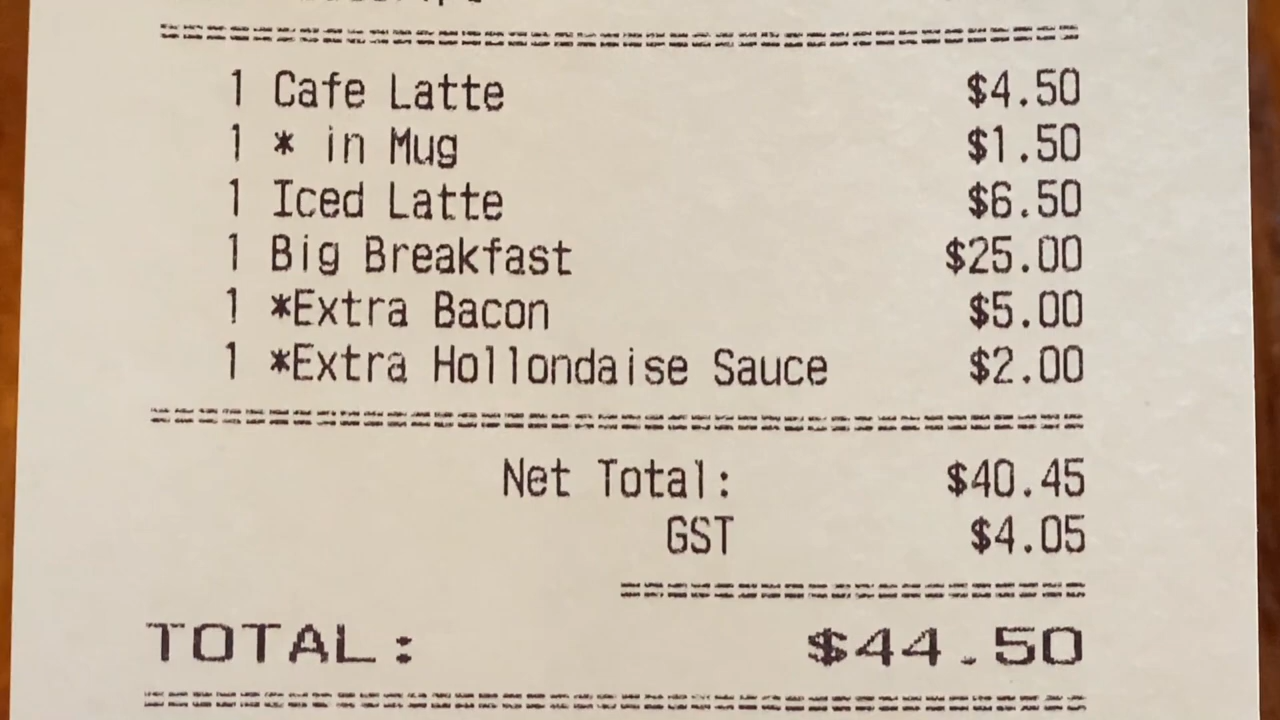 1 Cafe Latte $4.50
1 * in Mug $1.50
1 Iced Latte $6.50
1 Big Breakfast $25.00
1 *Extra Bacon $5.00
1 *Extra Hollondaise Sauce $2.00
Net Total: $40.45
GST $4.05
TOTAL: $44.50